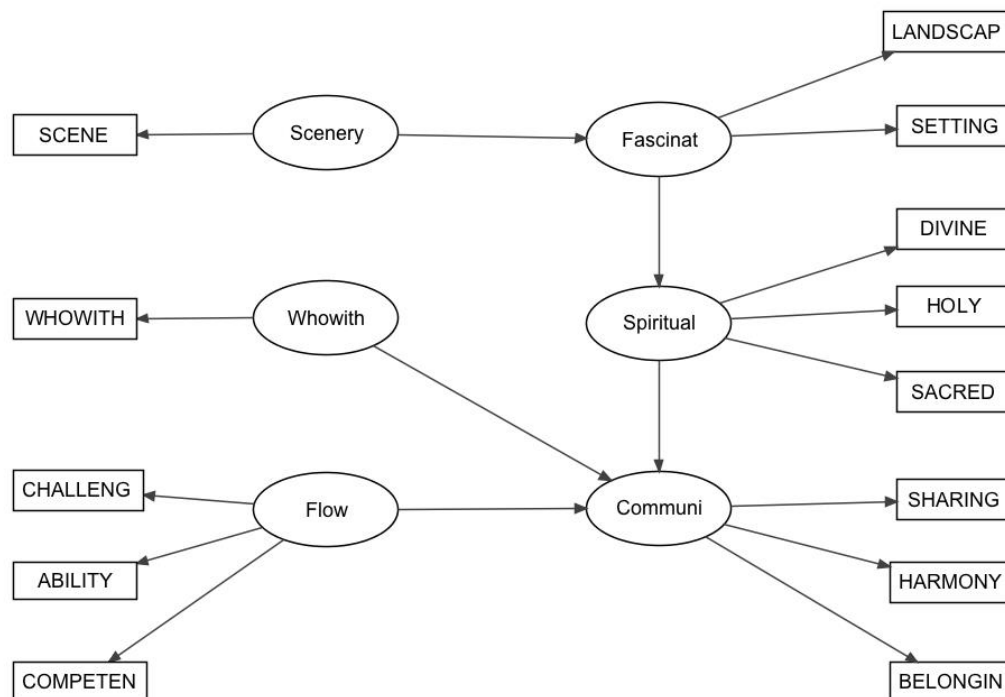 LANDSCAP
SCENE
Scenery
Fascinat
SETTING
DIVINE
WHOWITH
Whowith
Spiritual
HOLY
SACRED
CHALLENG
Flow
Communi
SHARING
ABILITY
HARMONY
COMPETEN
BELONGIN